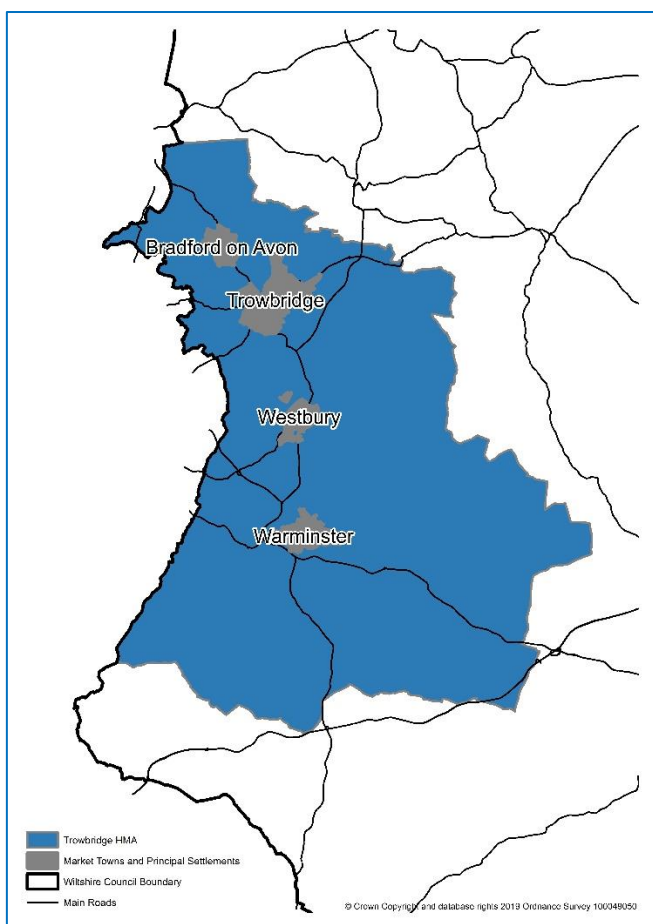 Bradford on Avon
Trowbridge
Westbury
Warminster
Trowbridge HMA
Market Towns and Principal Settlements
Wiltshire Council Boundary
Main Roads
© Crown Copyright and database rights 2019 Ordnance Survey 100049050